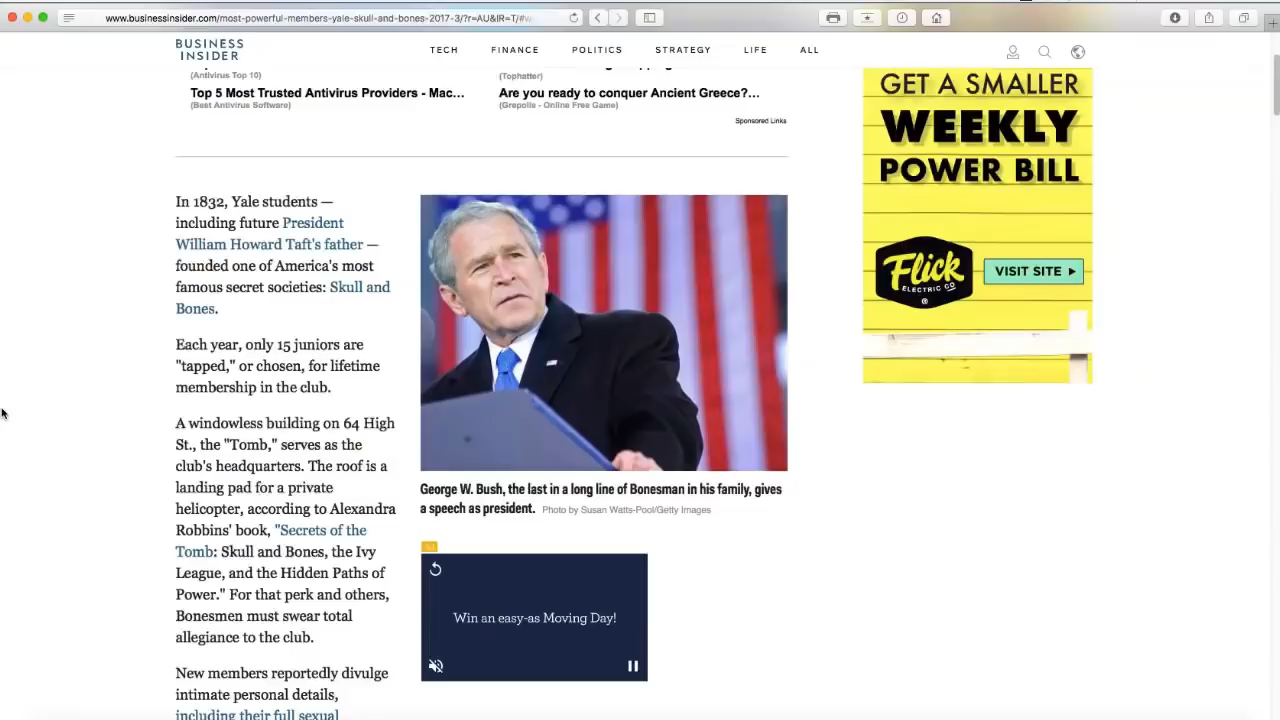 www.businessinsider.com/most-powerful-members-yale-skull-and-bones-2017-3/?r=AU&IR=T/#
BUSINESS
INSIDER
TECH
FINANCE
POLITICS
STRATEGY
LIFE
ALL
(Antivirus Top 10)
Top 5 Most Trusted Antivirus Providers - Mac...
(Best Antivirus Software)
(Tophatter)
Are you ready to conquer Ancient Greece?...
(Grepolis - Online Free Game)
Sponsored Links
GET A SMALLER
WEEKLY
POWER BILL
Flick
ELECTRIC CO
VISIT SITE
In 1832, Yale students —
including future President
William Howard Taft's father —
founded one of America's most
famous secret societies: Skull and
Bones.
Each year, only 15 juniors are
"tapped," or chosen, for lifetime
membership in the club.
A windowless building on 64 High
St., the "Tomb," serves as the
club's headquarters. The roof is a
landing pad for a private
helicopter, according to Alexandra
Robbins' book, "Secrets of the
Tomb: Skull and Bones, the Ivy
League, and the Hidden Paths of
Power." For that perk and others,
Bonesmen must swear total
allegiance to the club.
New members reportedly divulge
intimate personal details,
including their full sexual
George W. Bush, the last in a long line of Bonesman in his family, gives
a speech as president. Photo by Susan Watts-Pool/Getty Images
Win an easy-as Moving Day!